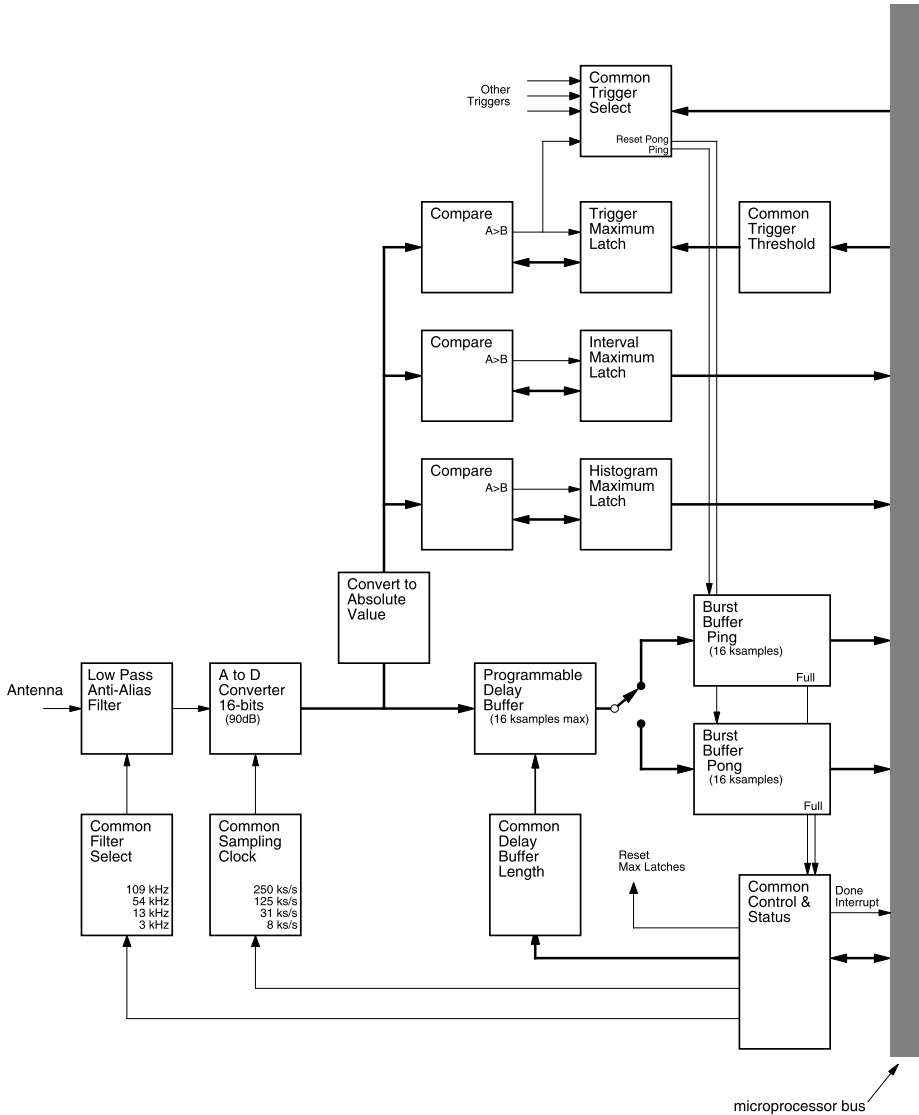 Other
Triggers
Common
Trigger
Select
Reset Pong
Ping
Compare
A>B
Trigger
Maximum
Latch
Common
Trigger
Threshold
Compare
A>B
Interval
Maximum
Latch
Compare
A>B
Histogram
Maximum
Latch
Convert to
Absolute
Value
Burst
Buffer
Ping
(16 ksamples)
Full
Antenna
Low Pass
Anti-Alias
Filter
A to D
Converter
16-bits
(90dB)
Programmable
Delay
Buffer
(16 ksamples max)
Burst
Buffer
Pong
(16 ksamples)
Full
Common
Filter
Select
109 kHz
54 kHz
13 kHz
3 kHz
Common
Sampling
Clock
250 ks/s
125 ks/s
31 ks/s
8 ks/s
Common
Delay
Buffer
Length
Reset
Max Latches
Common
Control &
Status
Done
Interrupt
microprocessor bus